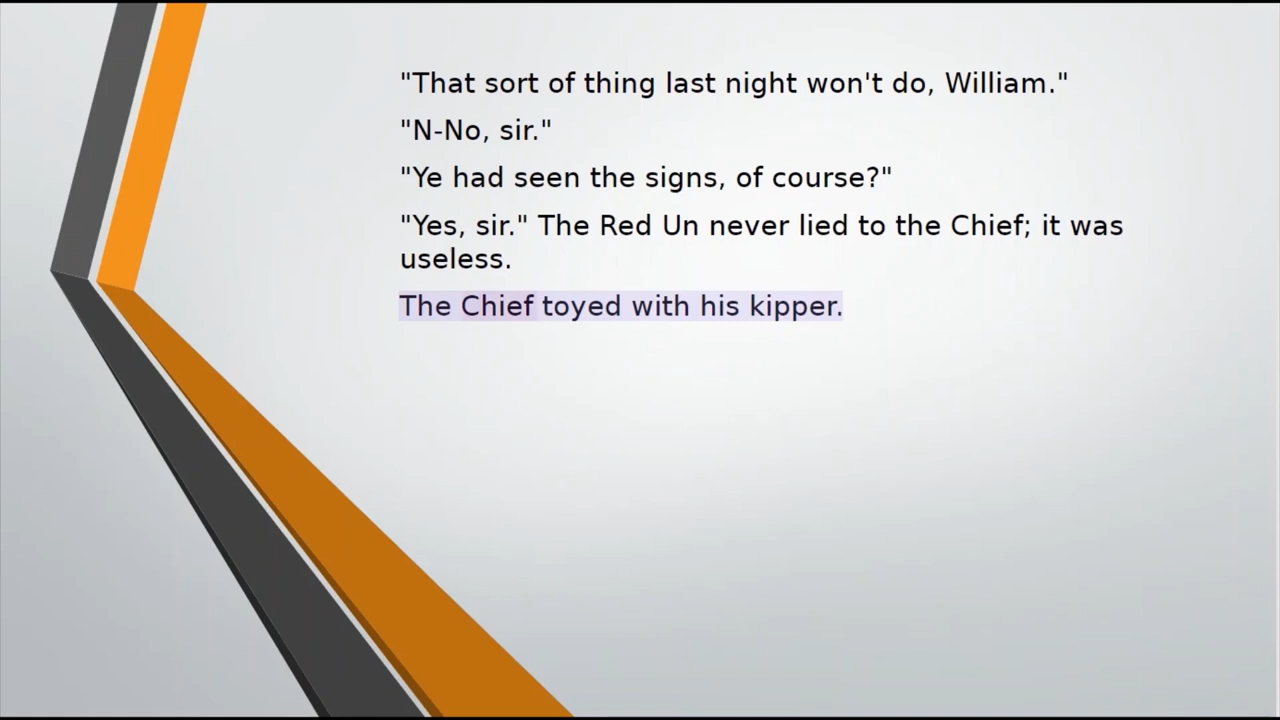 "That sort of thing last night won't do, William."
"N-No, sir."
"Ye had seen the signs, of course?"
"Yes, sir." The Red Un never lied to the Chief; it was
useless.
The Chief toyed with his kipper.